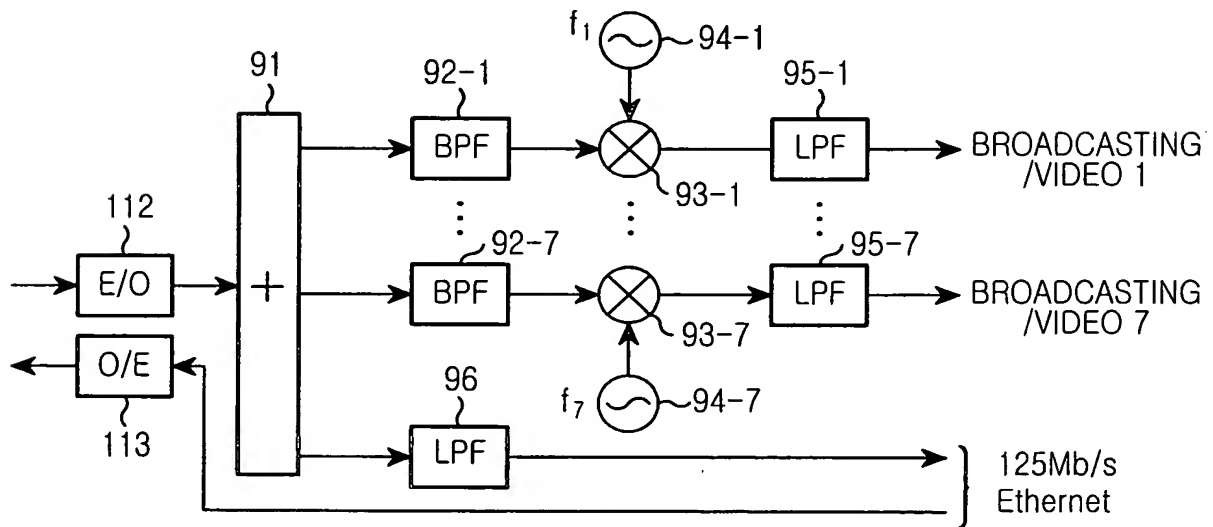 f1
94-1
91
92-1
95-1
BPF
LPF
BROADCASTING
/VIDEO 1
93-1
112
92-7
95-7
E/O
+
BPF
LPF
BROADCASTING
/VIDEO 7
93-7
O/E
113
96
f7
94-7
LPF
125Mb/s
Ethernet